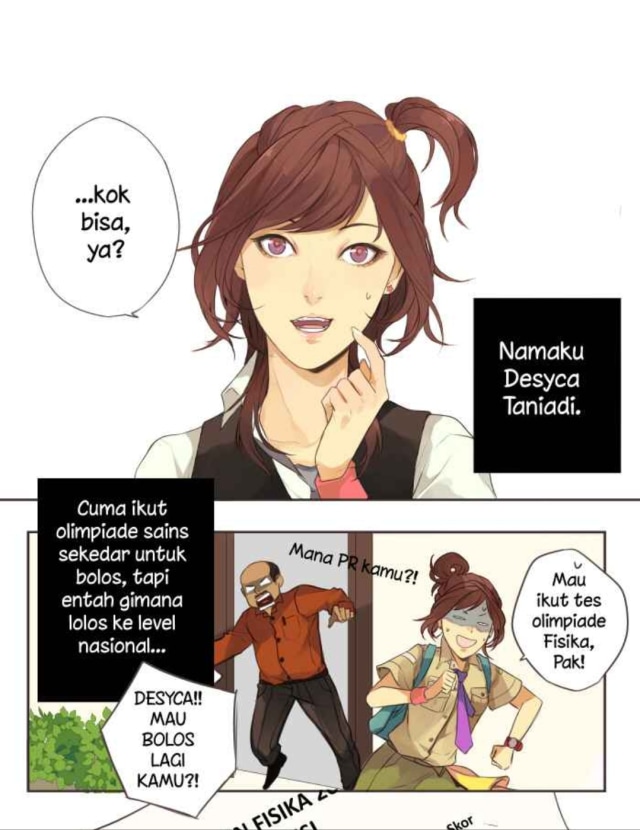 ...kok
bisa,
ya?
Namaku
Desyca
Taniadi.
Cuma ikut
olimpiade sains
sekedar untuk
bolos, tapi
entah gimana
lolos ke level
nasional...
Mana PR kamu?!
Mau
ikut tes
olimpiade
Fisika,
Pak!
DESYCA!!
MAU
BOLOS
LAGI
KAMU?!
FISIKA
Skor